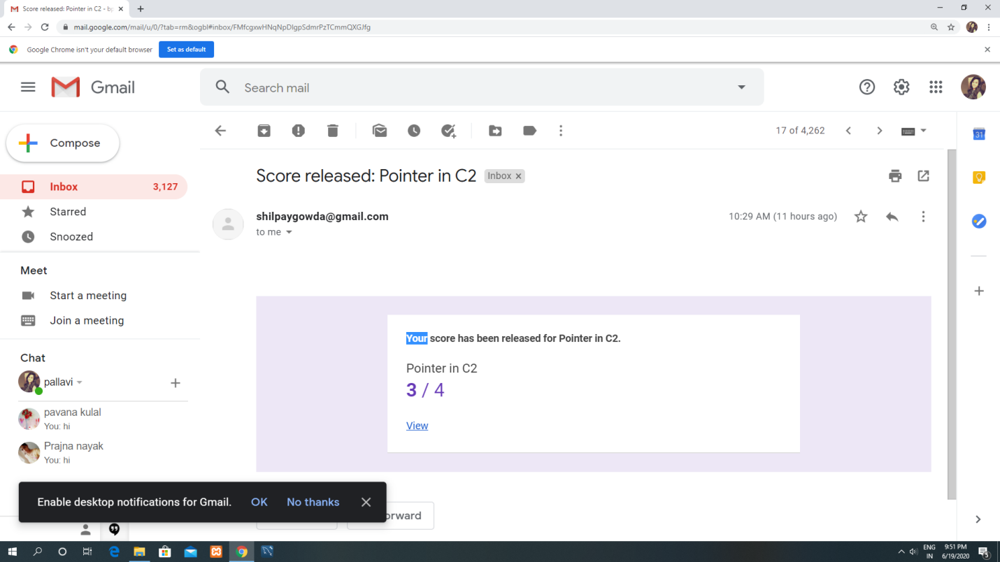 Score released: Pointer in C2 - bp
mail.google.com/mail/u/0/?tab=rm&ogbl#inbox/FMfcgxwHNqNpDlgpSdmrPzTCmmQXGJfg
Google Chrome isn't your default browser
Set as default
Gmail
Search mail
Compose
17 of 4,262
31
Score released: Pointer in C2
Inbox
Inbox
3,127
Starred
Snoozed
shilpaygowda@gmail.com
10:29 AM (11 hours ago)
to me
Meet
Start a meeting
Join a meeting
Your score has been released for Pointer in C2.
Pointer in C2
3 / 4
View
Chat
pallavi
pavana kulal
You: hi
Prajna nayak
You: hi
Enable desktop notifications for Gmail.
OK
No thanks
orward
ENG
IN
9:51 PM
6/19/2020
5